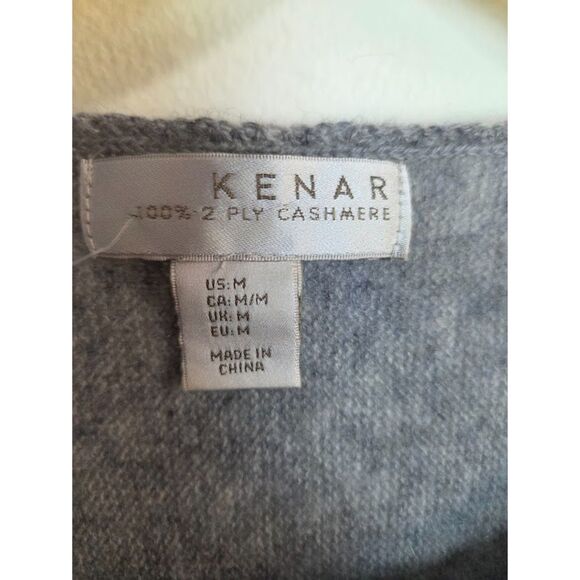 KENAR
100% 2 PLY CASHMERE
US: M
CA: M/M
UK: M
EU: M
MADE IN
CHINA